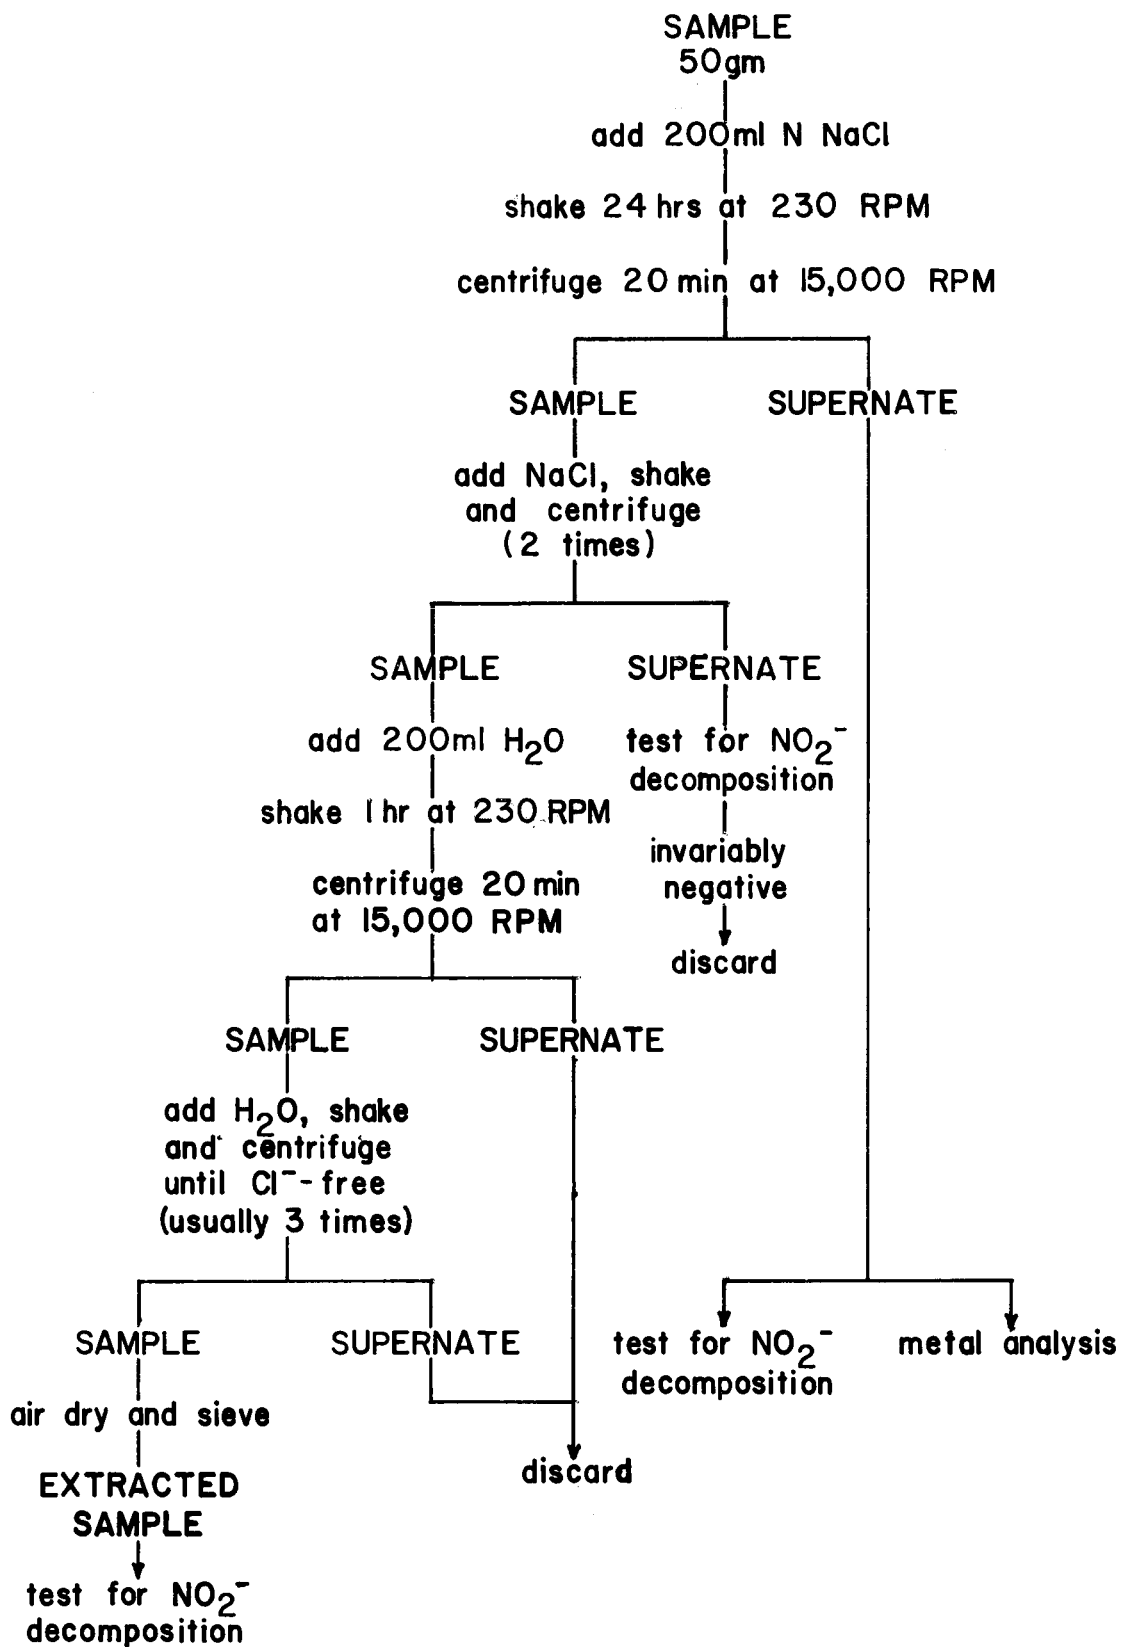 SAMPLE
50gm
add 200ml N NaCl
shake 24 hrs at 230 RPM
centrifuge 20 min at 15,000 RPM
SAMPLE
SUPERNATE
add NaCl, shake
and centrifuge
(2 times)
SAMPLE
SUPERNATE
add 200ml H₂O
shake 1 hr at 230 RPM
centrifuge 20 min
at 15,000 RPM
test for NO₂⁻
decomposition
invariably
negative
discard
SAMPLE
SUPERNATE
add H₂O, shake
and centrifuge
until Cl⁻-free
(usually 3 times)
SAMPLE
SUPERNATE
test for NO₂⁻
decomposition
metal analysis
air dry and sieve
discard
EXTRACTED
SAMPLE
test for NO₂⁻
decomposition